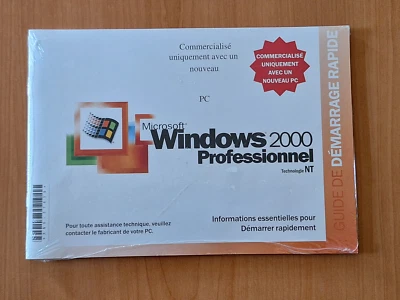 Commercialisé
uniquement avec un
nouveau
PC
COMMERCIALISÉ
UNIQUEMENT
AVEC UN
NOUVEAU PC
Microsoft
Windows 2000
Professionnel
Technologie NT
GUIDE DE DÉMARRAGE RAPIDE
Pour toute assistance technique, veuillez
contacter le fabricant de votre PC.
Informations essentielles pour
Démarrer rapidement